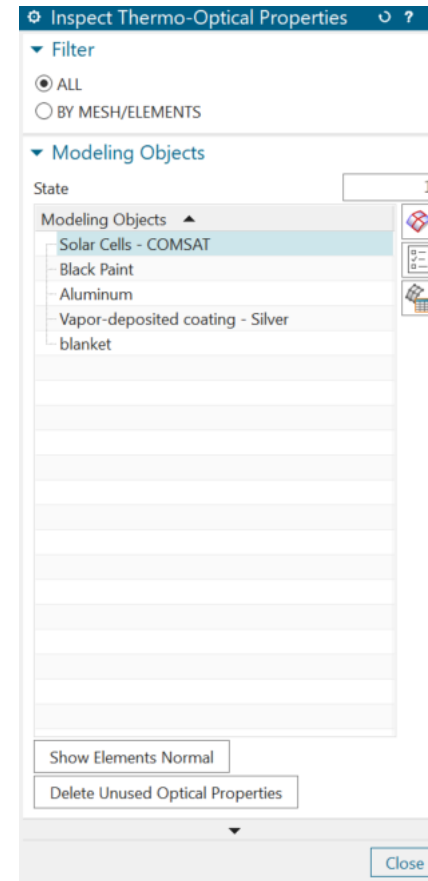 Inspect Thermo-Optical Properties ?
Filter
ALL
BY MESH/ELEMENTS
Modeling Objects
State 1
Modeling Objects
Solar Cells - COMSAT
Black Paint
Aluminum
Vapor-deposited coating - Silver
blanket
Show Elements Normal
Delete Unused Optical Properties
Close